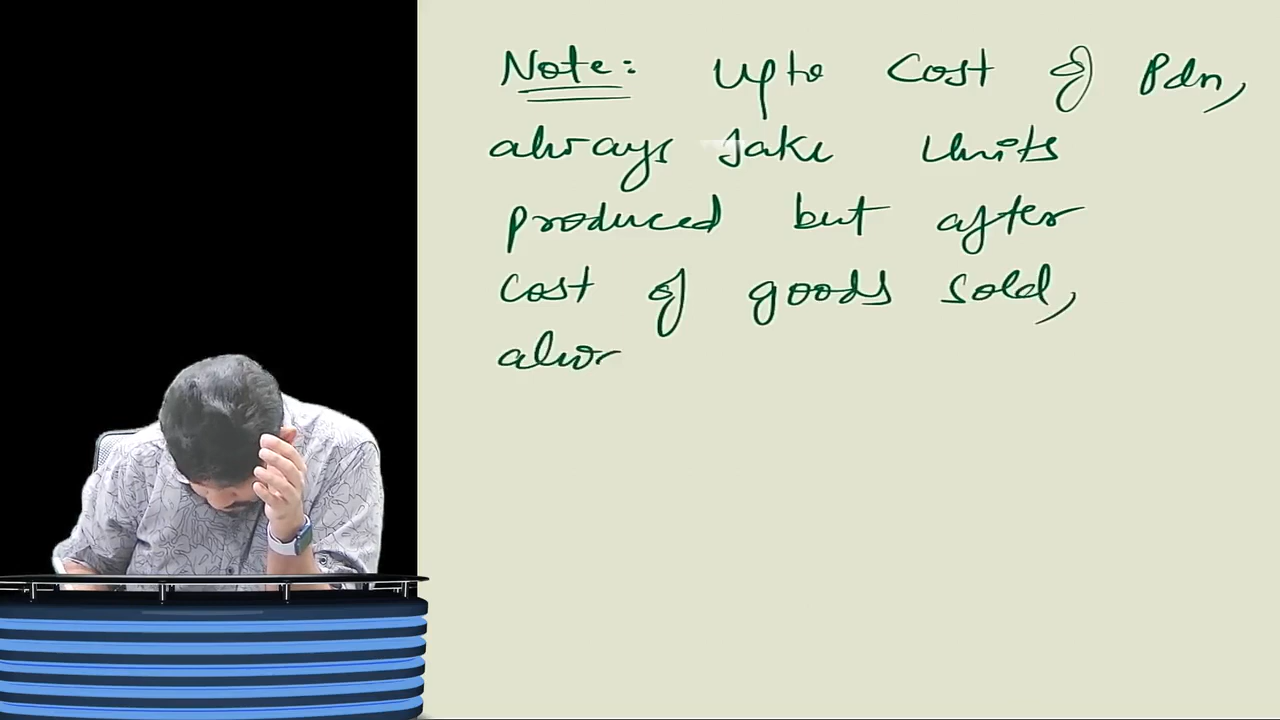 Note: Upto Cost of Pdn,
always take units
produced but after
cost of goods sold,
alwa